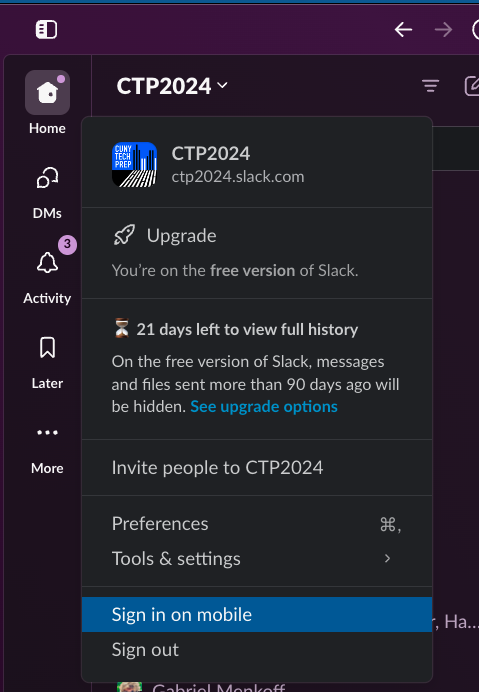 CTP2024
Home
DMs
3
Activity
Later
More
CUNY
TECH
PREP
CTP2024
ctp2024.slack.com
Upgrade
You’re on the free version of Slack.
21 days left to view full history
On the free version of Slack, messages
and files sent more than 90 days ago will
be hidden. See upgrade options
Invite people to CTP2024
Preferences ⌘,
Tools & settings
Sign in on mobile
r, Ha...
Sign out
Gabriel Menkoff